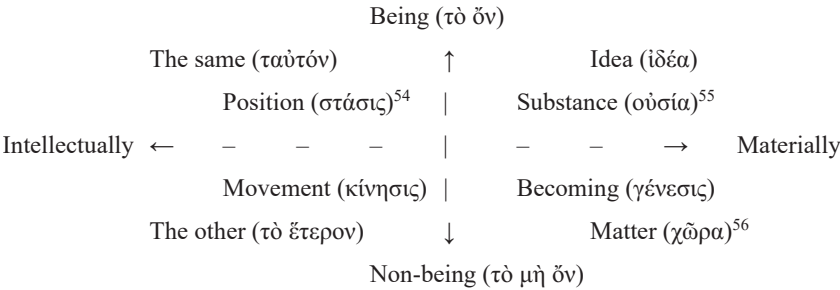 Being (τὸ ὄν)
The same (ταὐτόν) ↑ Idea (ἰδέα)
Position (στάσις)54 | Substance (οὐσία)55
Intellectually ← – – – | – – → Materially
Movement (κίνησις) | Becoming (γένεσις)
The other (τὸ ἕτερον) ↓ Matter (χῶρα)56
Non-being (τὸ μὴ ὄν)